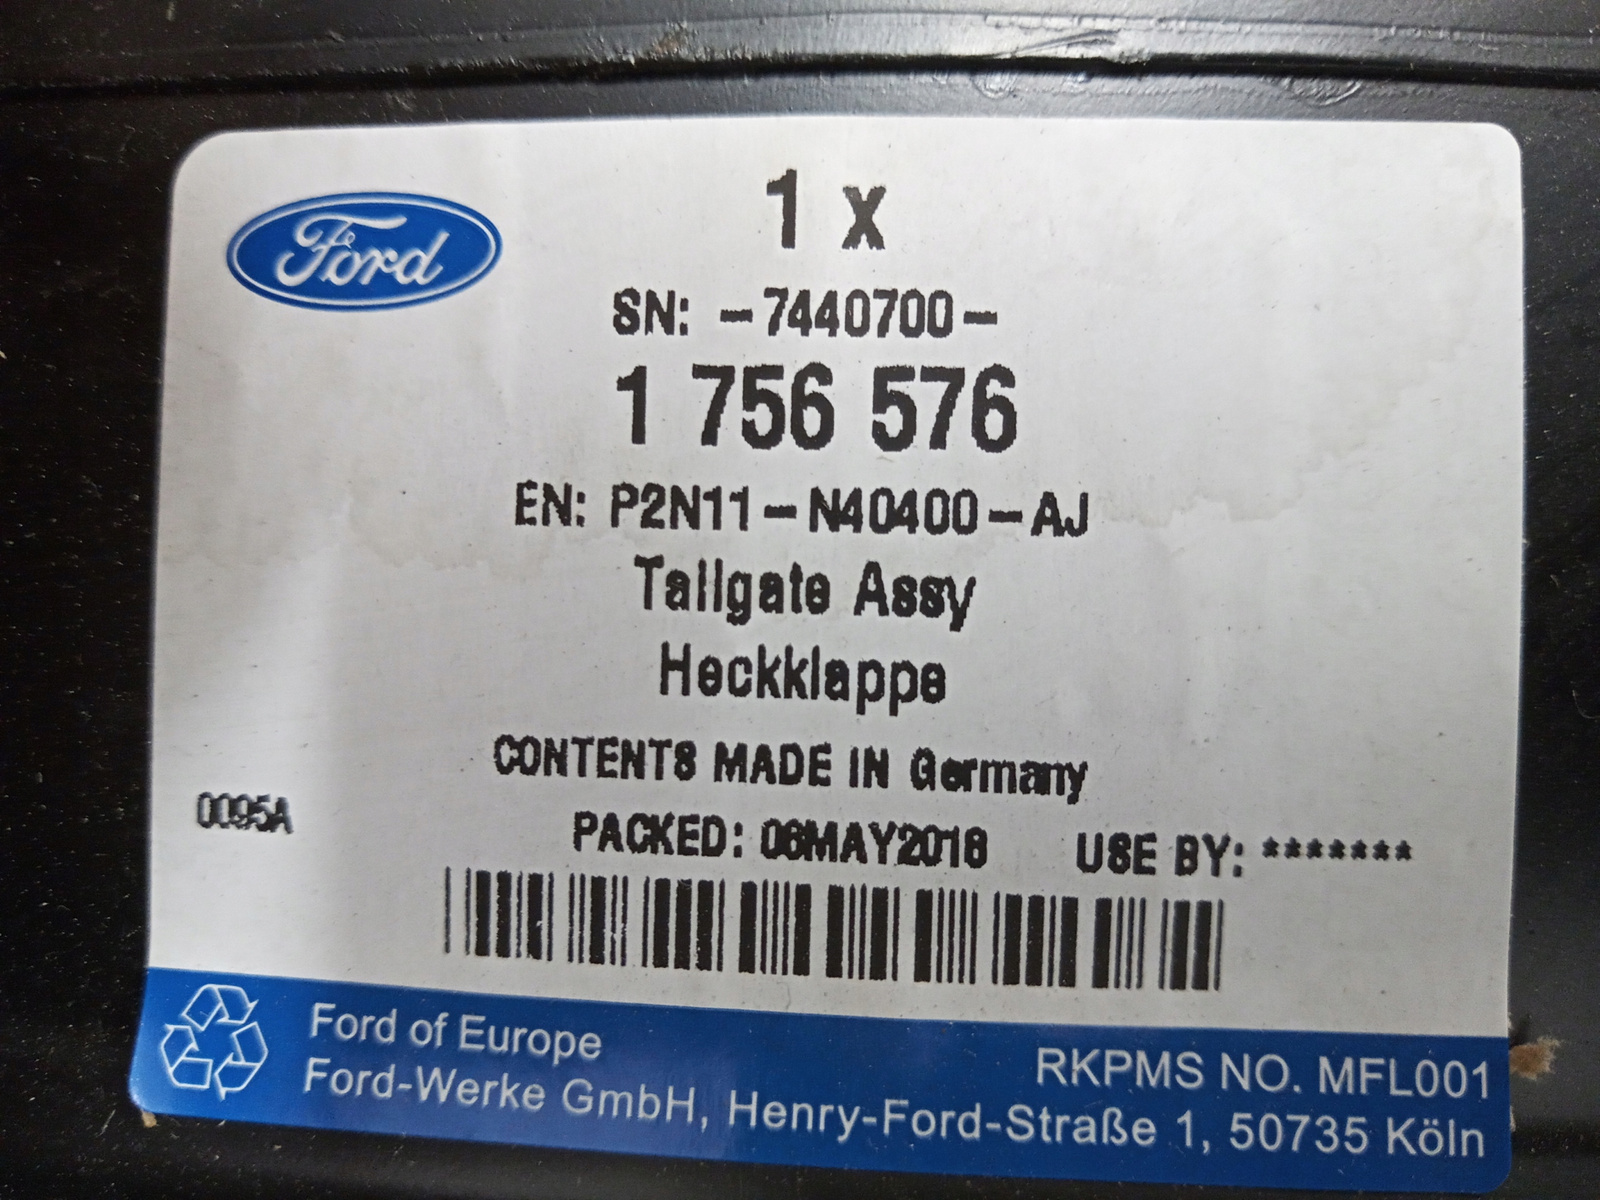 Ford
1 x
SN: -7440700-
1 756 576
EN: P2N11-N40400-AJ
Tailgate Assy
Heckklappe
CONTENTS MADE IN Germany
0095A
PACKED: 06MAY2016 USE BY: *******
Ford of Europe
RKPMS NO. MFL001
Ford-Werke GmbH, Henry-Ford-Straße 1, 50735 Köln